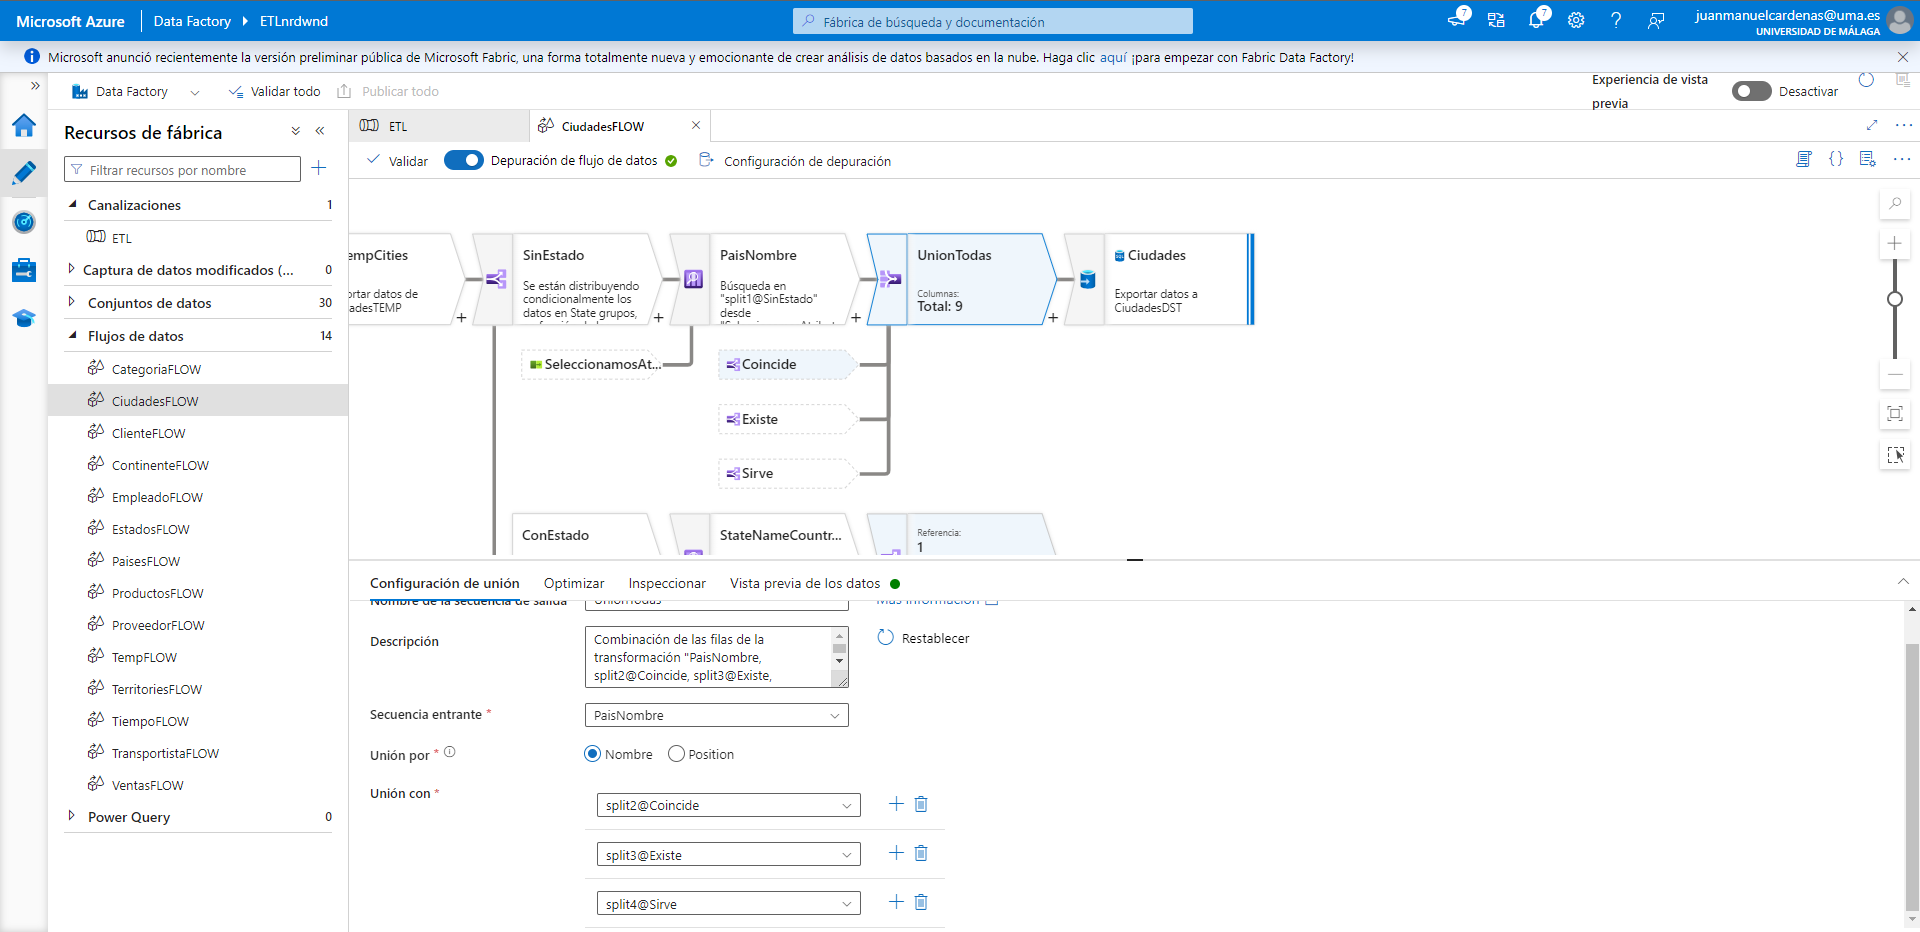 Microsoft Azure
Data Factory
ETLnrdwnd
Fábrica de búsqueda y documentación
7
7
juanmanuelcardenas@uma.es
UNIVERSIDAD DE MÁLAGA
Microsoft anunció recientemente la versión preliminar pública de Microsoft Fabric, una forma totalmente nueva y emocionante de crear análisis de datos basados en la nube. Haga clic aquí ¡para empezar con Fabric Data Factory!
Data Factory
Validar todo
Publicar todo
Experiencia de vista
previa
Desactivar
Recursos de fábrica
Filtrar recursos por nombre
Canalizaciones 1
ETL
Captura de datos modificados (... 0
Conjuntos de datos 30
Flujos de datos 14
CategoriaFLOW
CiudadesFLOW
ClienteFLOW
ContinenteFLOW
EmpleadoFLOW
EstadosFLOW
PaisesFLOW
ProductosFLOW
ProveedorFLOW
TempFLOW
TerritoriesFLOW
TiempoFLOW
TransportistaFLOW
VentasFLOW
Power Query 0
ETL
CiudadesFLOW
Validar
Depuración de flujo de datos
Configuración de depuración
empCities
ortar datos de
adesTEMP
SinEstado
Se están distribuyendo
condicionalmente los
datos en State grupos,
PaisNombre
Búsqueda en
"split1@SinEstado"
desde
UnionTodas
Columnas:
Total: 9
Ciudades
Exportar datos a
CiudadesDST
SeleccionamosAt...
Coincide
Existe
Sirve
ConEstado
StateNameCountr...
Referencia:
1
Configuración de unión
Optimizar
Inspeccionar
Vista previa de los datos
Nombre de la secuencia de salida
UnionTodas
Más información
Descripción
Combinación de las filas de la
transformación "PaisNombre,
split2@Coincide, split3@Existe,
Restablecer
Secuencia entrante *
PaisNombre
Unión por *
Nombre
Position
Unión con *
split2@Coincide
split3@Existe
split4@Sirve